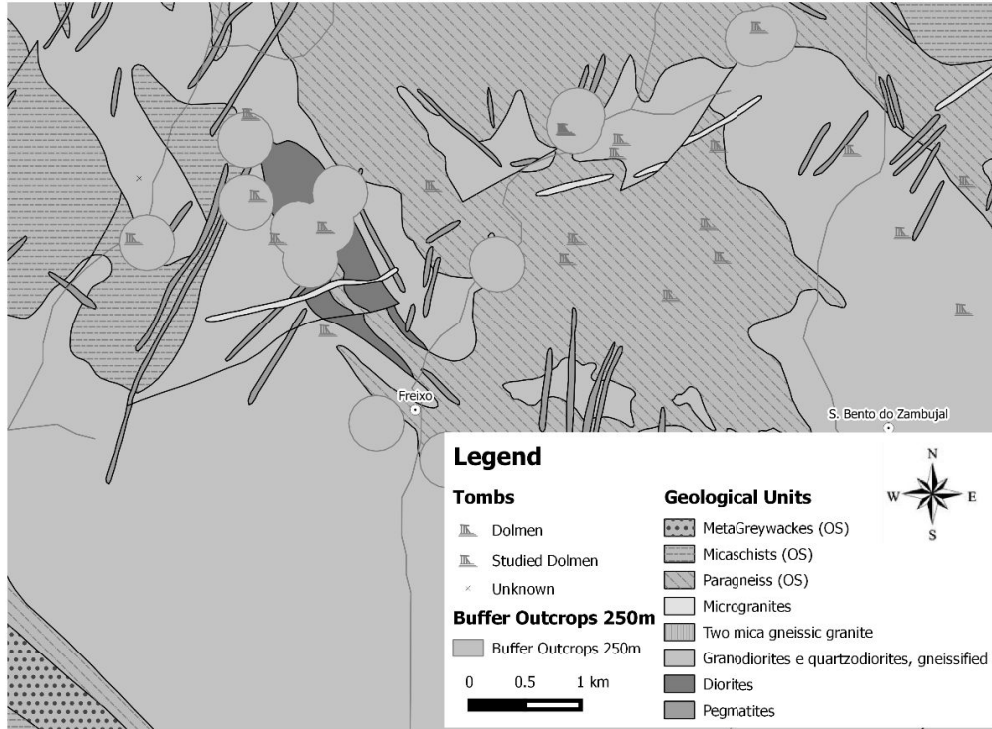 Freixo
S. Bento do Zambujal
Legend
Tombs
Dolmen
Studied Dolmen
Unknown
Buffer Outcrops 250m
Buffer Outcrops 250m
0 0.5 1 km
Geological Units
MetaGreywackes (OS)
Micaschists (OS)
Paragneiss (OS)
Microgranites
Two mica gneissic granite
Granodiorites e quartzodiorites, gneissified
Diorites
Pegmatites
N
W E
S